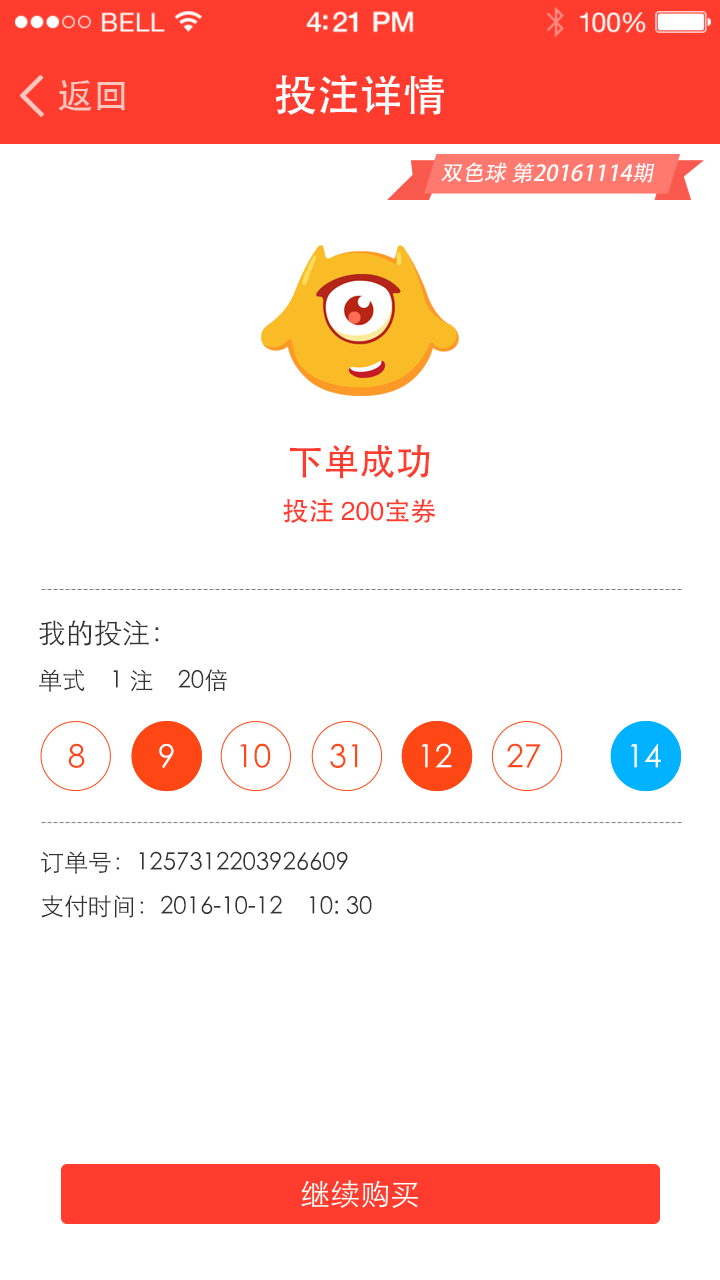 BELL 4:21 PM 100%
返回 投注详情
双色球 第20161114期
下单成功
投注 200宝券
我的投注：
单式 1 注 20倍
8 9 10 31 12 27 14
订单号：1257312203926609
支付时间：2016-10-12 10: 30
继续购买